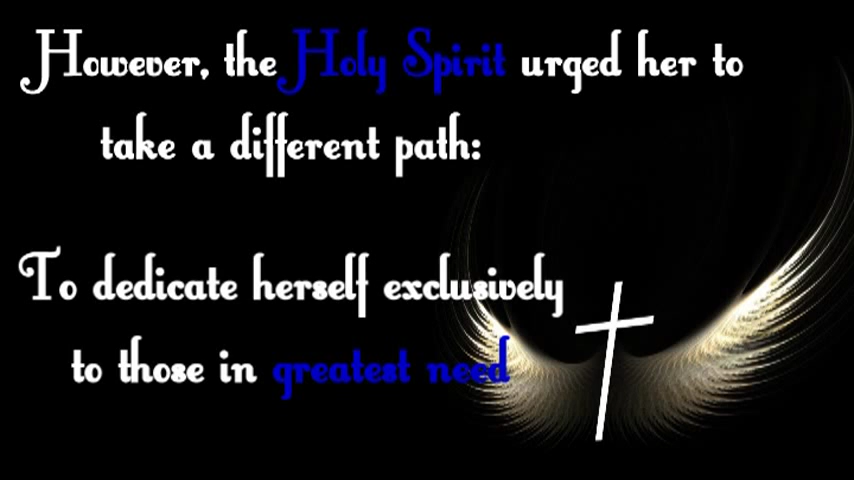 However, the Holy Spirit urged her to
take a different path:
To dedicate herself exclusively
to those in greatest need